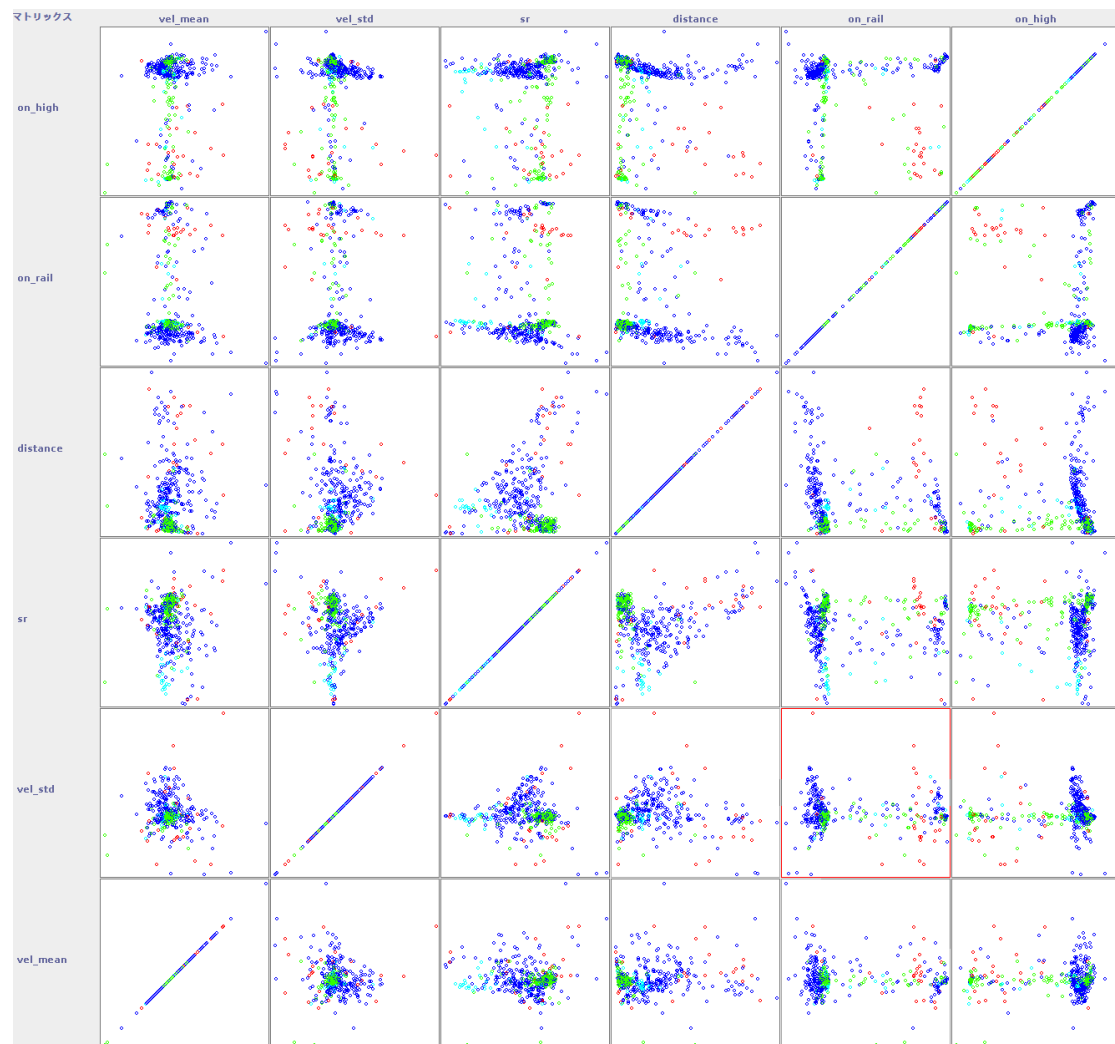 マトリックス
vel_mean
vel_std
sr
distance
on_rail
on_high
on_high
on_rail
distance
sr
vel_std
vel_mean